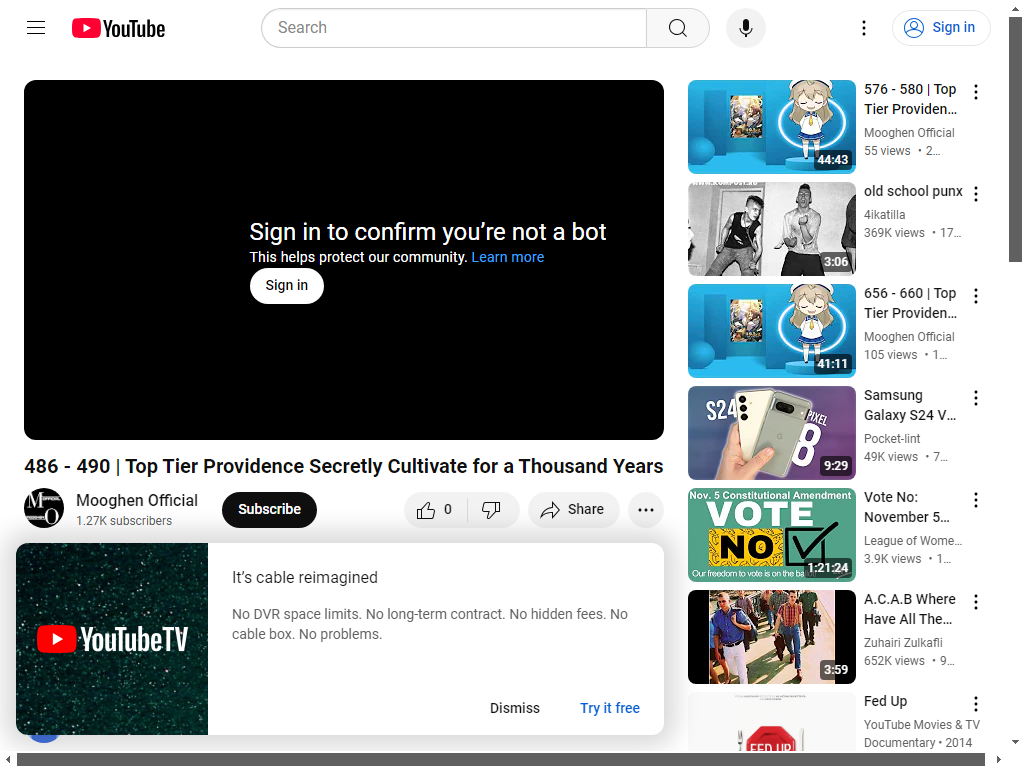 YouTube
Search
Sign in
Sign in to confirm you’re not a bot
This helps protect our community. Learn more
Sign in
486 - 490 | Top Tier Providence Secretly Cultivate for a Thousand Years
Mooghen Official
1.27K subscribers
Subscribe
0
Share
YouTubeTV
It’s cable reimagined
No DVR space limits. No long-term contract. No hidden fees. No
cable box. No problems.
Dismiss
Try it free
44:43
576 - 580 | Top
Tier Providen...
Mooghen Official
55 views • 2...
3:06
old school punx
4ikatilla
369K views • 17...
41:11
656 - 660 | Top
Tier Providen...
Mooghen Official
105 views • 1...
S24
PIXEL
8
9:29
Samsung
Galaxy S24 V...
Pocket-lint
49K views • 7...
Nov. 5 Constitutional Amendment
VOTE
NO
Our freedom to vote is on the
1:21:24
Vote No:
November 5...
League of Wome...
3.9K views • 1...
3:59
A.C.A.B Where
Have All The...
Zuhairi Zulkafli
652K views • 9...
FED UP
Fed Up
YouTube Movies & TV
Documentary • 2014